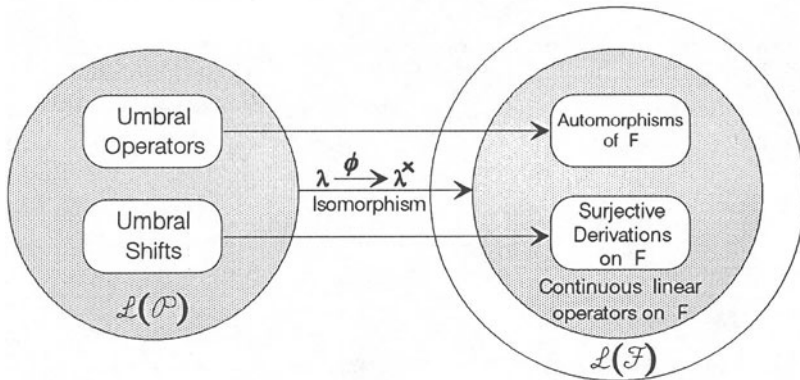 Umbral
Operators
Automorphisms
of F
λ ϕ→ λ×
Isomorphism
Umbral
Shifts
Surjective
Derivations
on F
Continuous linear
operators on F
ℒ(𝒫)
ℒ(ℱ)